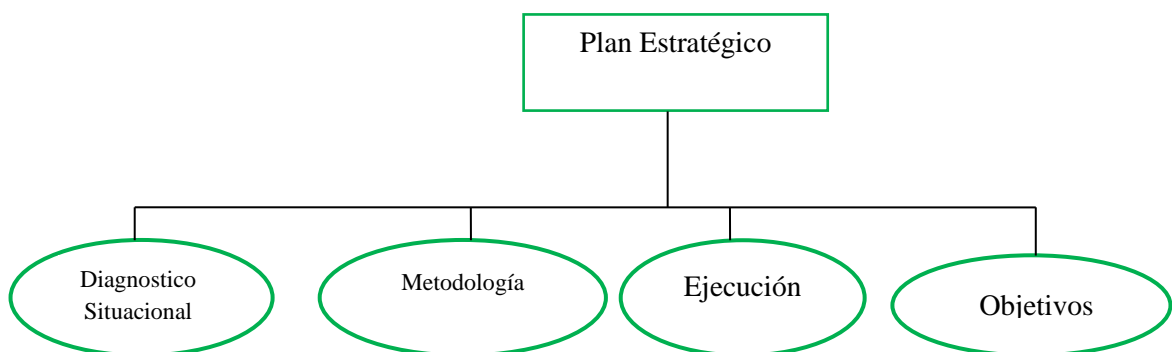 Plan Estratégico
Diagnostico
Situacional
Metodología
Ejecución
Objetivos